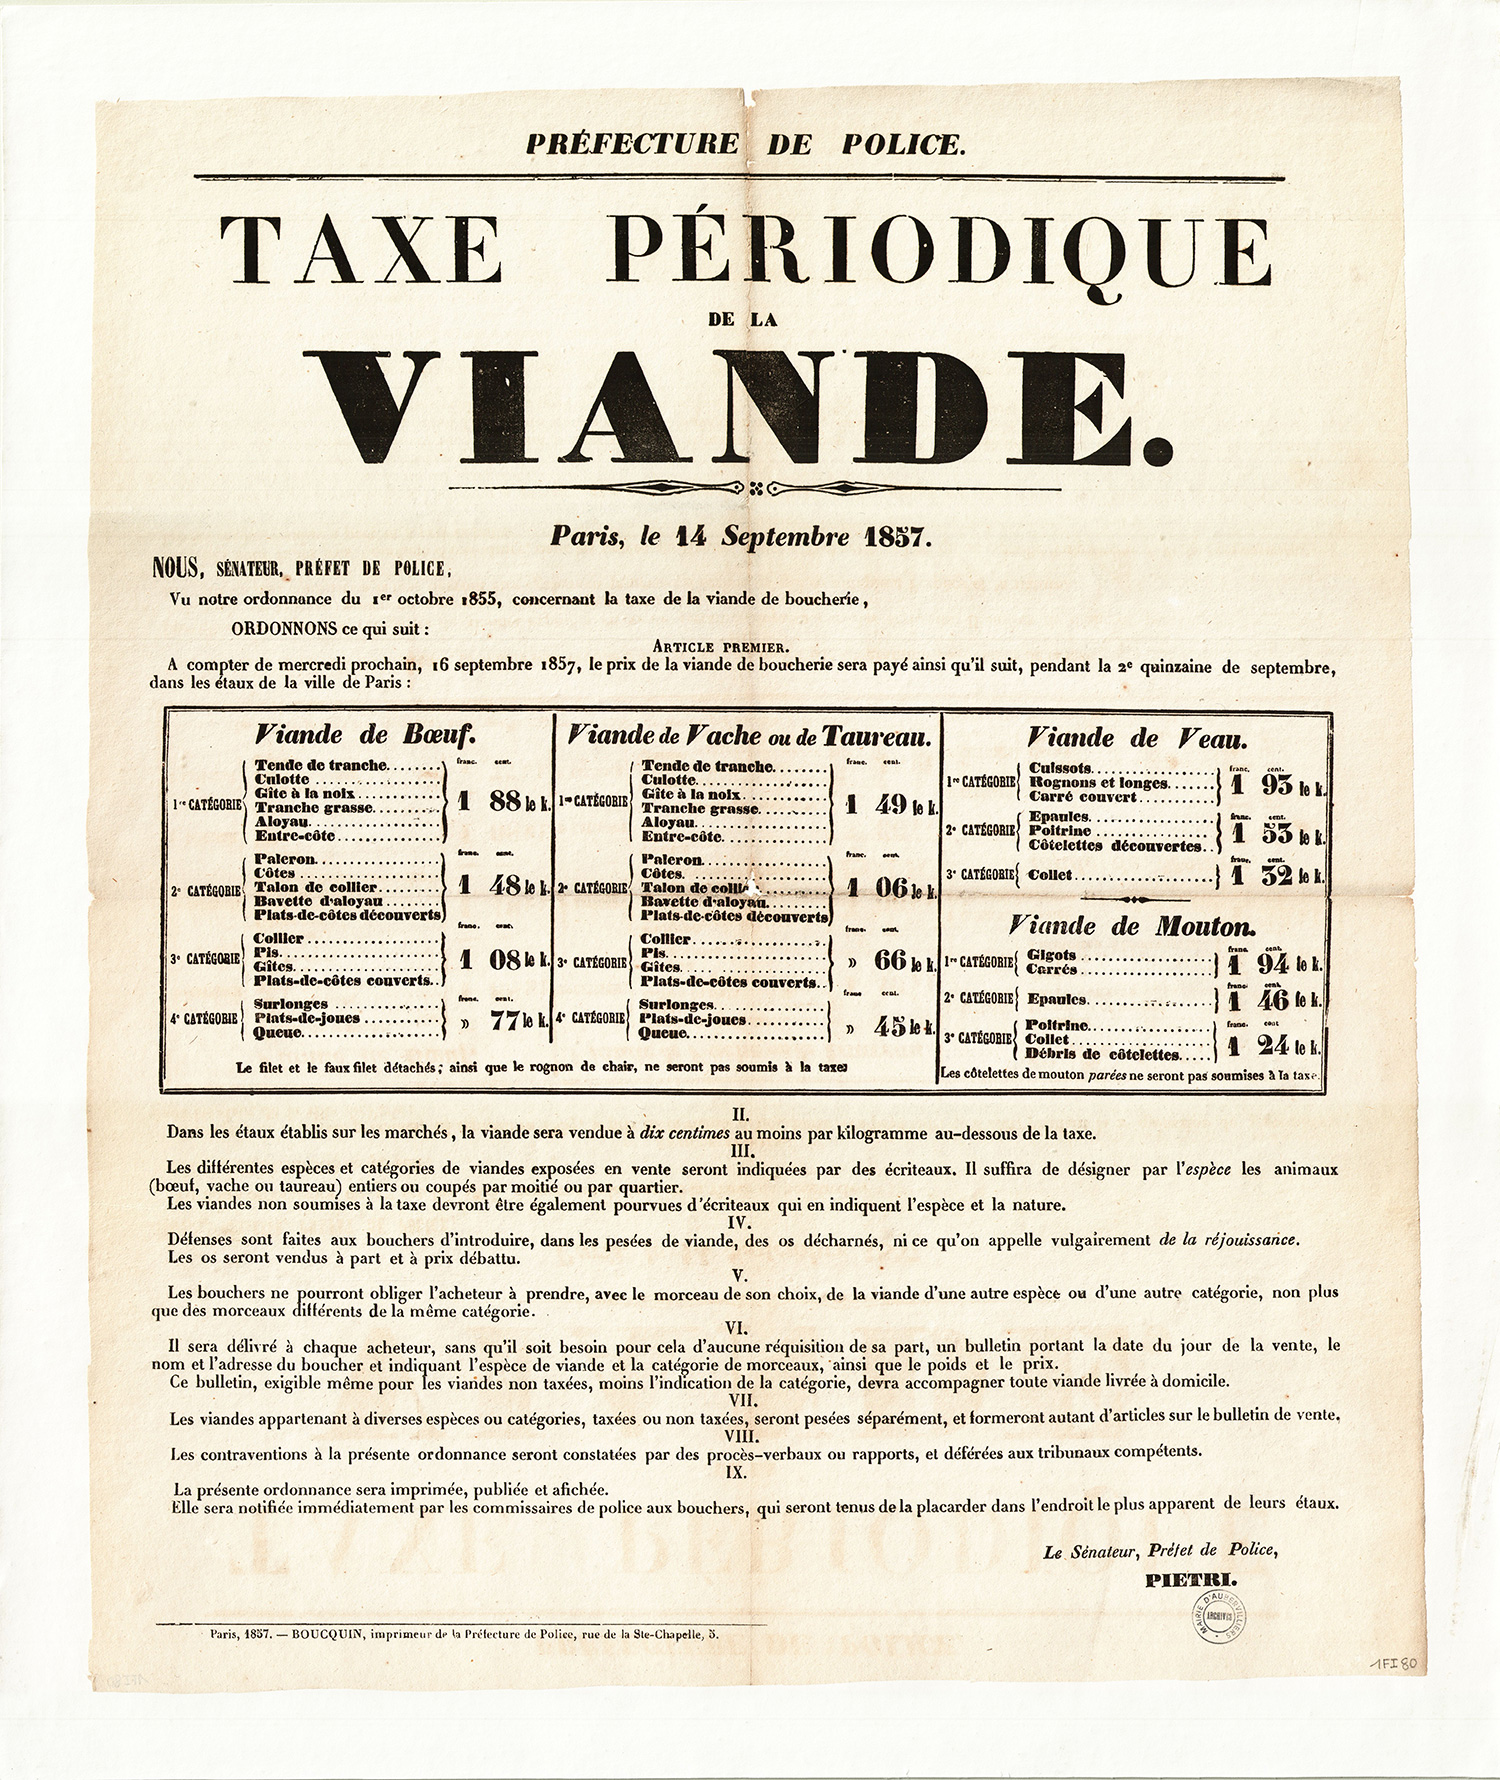 PRÉFECTURE DE POLICE.
TAXE PÉRIODIQUE
DE LA
VIANDE.
Paris, le 14 Septembre 1857.
NOUS, SÉNATEUR, PRÉFET DE POLICE,
Vu notre ordonnance du 1er octobre 1855, concernant la taxe de la viande de boucherie,
ORDONNONS ce qui suit :
ARTICLE PREMIER.
A compter de mercredi prochain, 16 septembre 1857, le prix de la viande de boucherie sera payé ainsi qu'il suit, pendant la 2e quinzaine de septembre,
dans les étaux de la ville de Paris :
Viande de Bœuf.
1re CATÉGORIE
Tende de tranche........
Culotte
Gîte à la noix
Tranche grasse
Aloyau
Entre-côte
franc. cent.
1 88 le k.
2e CATÉGORIE
Paleron
Côtes
Talon de collier
Bavette d'aloyau
Plats-de-côtes découverts
franc. cent.
1 48 le k.
3e CATÉGORIE
Collier
Pis
Gîtes
Plats-de-côtes couverts..
franc. cent.
1 08 le k.
4e CATÉGORIE
Surlonges
Plats-de-joues
Queue
franc. cent.
» 77 le k.
Viande de Vache ou de Taureau.
1re CATÉGORIE
Tende de tranche
Culotte
Gîte à la noix
Tranche grasse
Aloyau
Entre-côte
franc. cent.
1 49 le k.
2e CATÉGORIE
Paleron
Côtes
Talon de collier
Bavette d'aloyau
Plats-de-côtes découverts
franc. cent.
1 06 le k.
3e CATÉGORIE
Collier
Pis
Gîtes
Plats-de-côtes couverts..
franc. cent.
» 66 le k.
4e CATÉGORIE
Surlonges
Plats-de-joues
Queue
franc cent.
» 45 le k.
Le filet et le faux filet détachés; ainsi que le rognon de chair, ne seront pas soumis à la taxe
Viande de Veau.
1re CATÉGORIE
Cuissots
Rognons et longes
Carré couvert
franc. cent.
1 93 le k.
2e CATÉGORIE
Epaules
Poitrine
Côtelettes découvertes..
franc. cent.
1 53 le k.
3e CATÉGORIE
Collet
franc. cent.
1 32 le k.
Viande de Mouton.
1re CATÉGORIE
Gigots
Carrés
franc. cent.
1 94 le k.
2e CATÉGORIE
Epaules
franc. cent.
1 46 le k.
3e CATÉGORIE
Poitrine
Collet
Débris de côtelettes
franc. cent
1 24 le k.
Les côtelettes de mouton parées ne seront pas soumises à la taxe.
II.
Dans les étaux établis sur les marchés, la viande sera vendue à dix centimes au moins par kilogramme au-dessous de la taxe.
III.
Les différentes espèces et catégories de viandes exposées en vente seront indiquées par des écriteaux. Il suffira de désigner par l'espèce les animaux
(bœuf, vache ou taureau) entiers ou coupés par moitié ou par quartier.
Les viandes non soumises à la taxe devront être également pourvues d'écriteaux qui en indiquent l'espèce et la nature.
IV.
Défenses sont faites aux bouchers d'introduire, dans les pesées de viande, des os décharnés, ni ce qu'on appelle vulgairement de la réjouissance.
Les os seront vendus à part et à prix débattu.
V.
Les bouchers ne pourront obliger l'acheteur à prendre, avec le morceau de son choix, de la viande d'une autre espèce ou d'une autre catégorie, non plus
que des morceaux différents de la même catégorie.
VI.
Il sera délivré à chaque acheteur, sans qu'il soit besoin pour cela d'aucune réquisition de sa part, un bulletin portant la date du jour de la vente, le
nom et l'adresse du boucher et indiquant l'espèce de viande et la catégorie de morceaux, ainsi que le poids et le prix.
Ce bulletin, exigible même pour les viandes non taxées, moins l'indication de la catégorie, devra accompagner toute viande livrée à domicile.
VII.
Les viandes appartenant à diverses espèces ou catégories, taxées ou non taxées, seront pesées séparément, et formeront autant d'articles sur le bulletin de vente.
VIII.
Les contraventions à la présente ordonnance seront constatées par des procès-verbaux ou rapports, et déférées aux tribunaux compétents.
IX.
La présente ordonnance sera imprimée, publiée et afichée.
Elle sera notifiée immédiatement par les commissaires de police aux bouchers, qui seront tenus de la placarder dans l'endroit le plus apparent de leurs étaux.
Le Sénateur, Préfet de Police,
PIETRI.
MAIRIE D'AUBERVILLIERS
ARCHIVES
Paris, 1857. — BOUCQUIN, imprimeur de la Préfecture de Police, rue de la Ste-Chapelle, 5.
1FI80